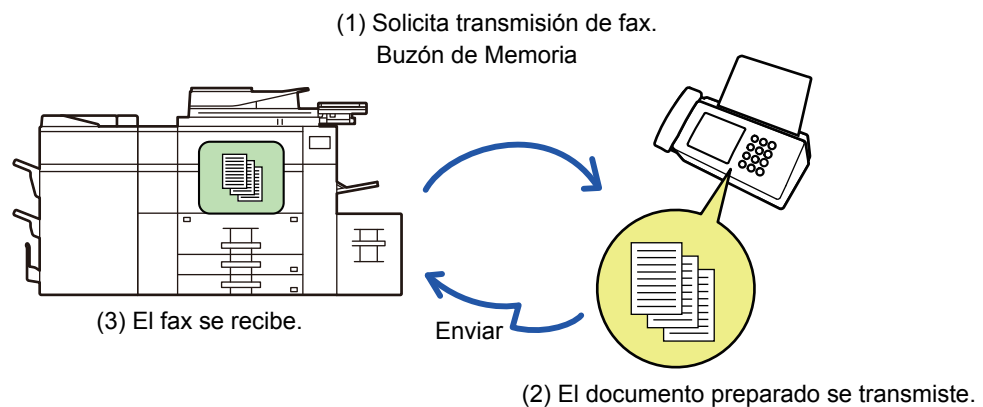 (1) Solicita transmisión de fax.
Buzón de Memoria
(3) El fax se recibe.
Enviar
(2) El documento preparado se transmiste.